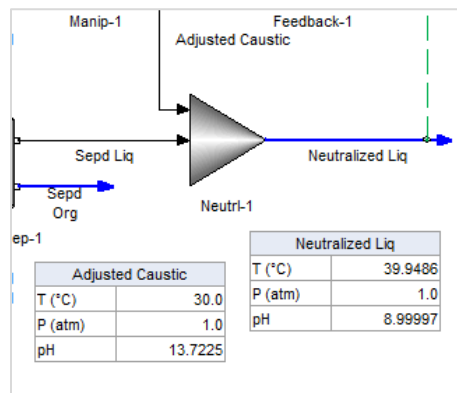 Manip-1
Feedback-1
Adjusted Caustic
Sepd Liq
Neutralized Liq
Sepd
Org
Neutrl-1
ep-1
Neutralized Liq
T (°C) 39.9486
P (atm) 1.0
pH 8.99997
Adjusted Caustic
T (°C) 30.0
P (atm) 1.0
pH 13.7225